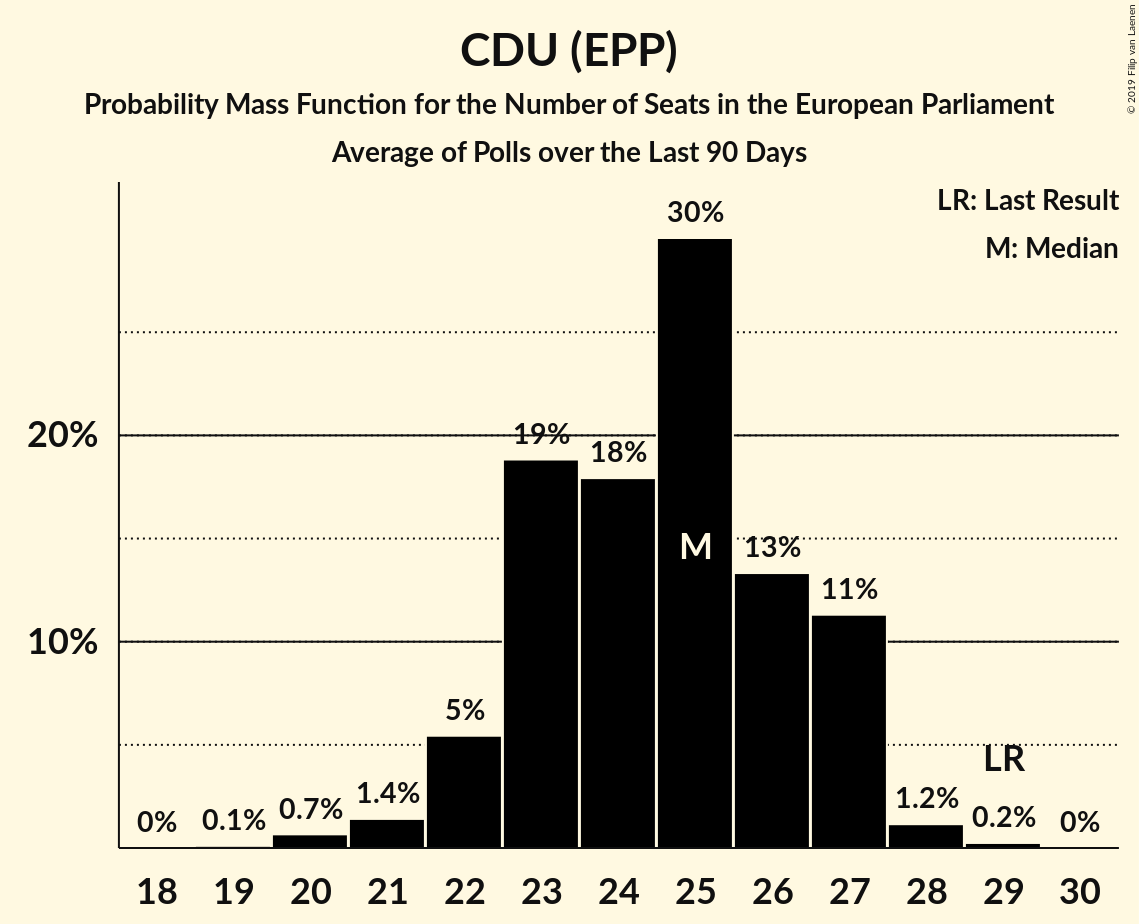 CDU (EPP)
Probability Mass Function for the Number of Seats in the European Parliament
Average of Polls over the Last 90 Days
© 2019 Filip van Laenen
LR: Last Result
M: Median
30%
20%
19%
18%
M
13%
11%
10%
5%
LR
0%
0.1%
0.7%
1.4%
1.2%
0.2%
0%
18 19 20 21 22 23 24 25 26 27 28 29 30